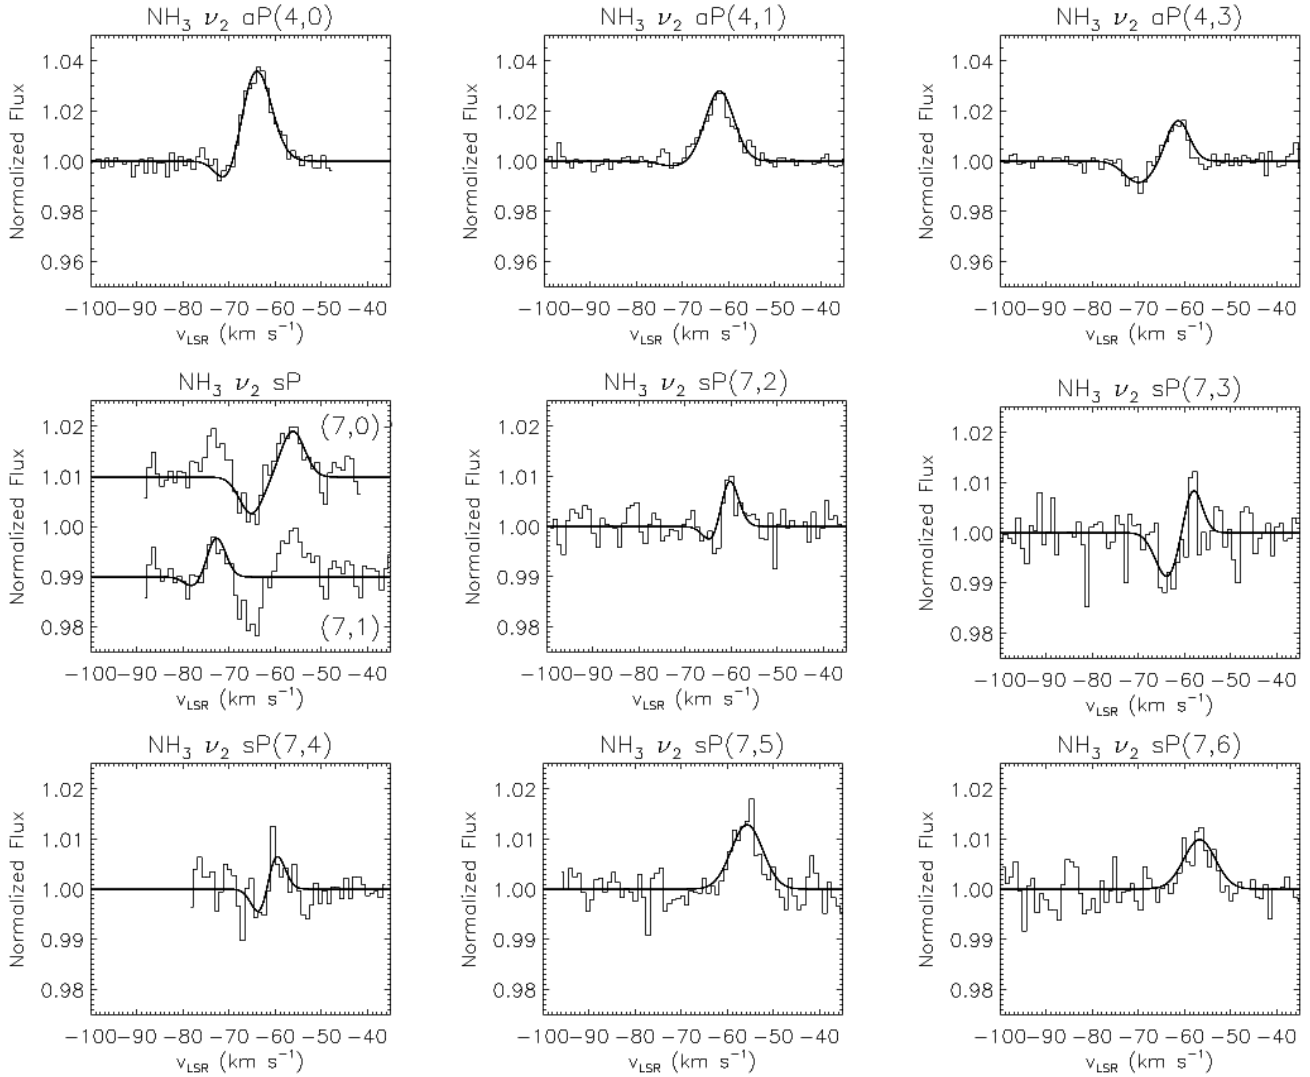 NH₃ ν₂ aP(4,0)
1.04
1.02
1.00
0.98
0.96
Normalized Flux
−100−90 −80 −70 −60 −50 −40
vLSR (km s⁻¹)
NH₃ ν₂ aP(4,1)
1.04
1.02
1.00
0.98
0.96
Normalized Flux
−100−90 −80 −70 −60 −50 −40
vLSR (km s⁻¹)
NH₃ ν₂ aP(4,3)
1.04
1.02
1.00
0.98
0.96
Normalized Flux
−100−90 −80 −70 −60 −50 −40
vLSR (km s⁻¹)
NH₃ ν₂ sP
(7,0)
1.02
1.01
1.00
0.99
0.98
(7,1)
Normalized Flux
−100−90 −80 −70 −60 −50 −40
vLSR (km s⁻¹)
NH₃ ν₂ sP(7,2)
1.02
1.01
1.00
0.99
0.98
Normalized Flux
−100−90 −80 −70 −60 −50 −40
vLSR (km s⁻¹)
NH₃ ν₂ sP(7,3)
1.02
1.01
1.00
0.99
0.98
Normalized Flux
−100−90 −80 −70 −60 −50 −40
vLSR (km s⁻¹)
NH₃ ν₂ sP(7,4)
1.02
1.01
1.00
0.99
0.98
Normalized Flux
−100−90 −80 −70 −60 −50 −40
vLSR (km s⁻¹)
NH₃ ν₂ sP(7,5)
1.02
1.01
1.00
0.99
0.98
Normalized Flux
−100−90 −80 −70 −60 −50 −40
vLSR (km s⁻¹)
NH₃ ν₂ sP(7,6)
1.02
1.01
1.00
0.99
0.98
Normalized Flux
−100−90 −80 −70 −60 −50 −40
vLSR (km s⁻¹)